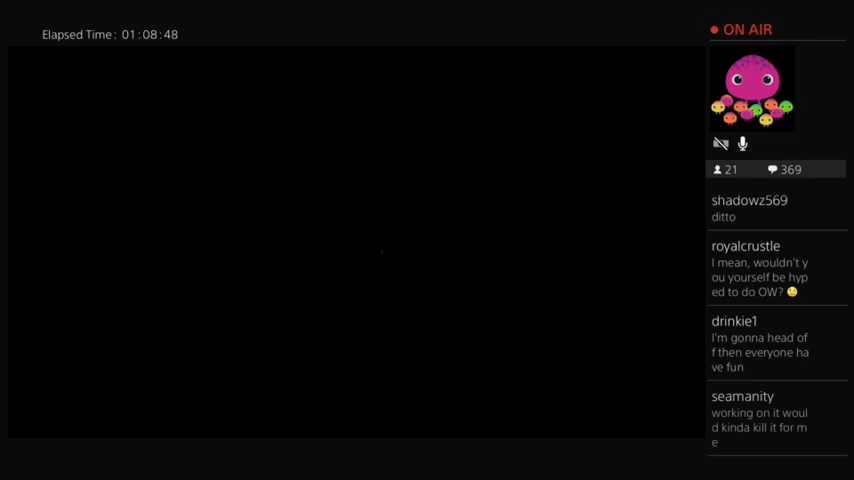 Elapsed Time: 01:08:48
ON AIR
21 369
shadowz569
ditto
royalcrustle
I mean, wouldn't y
ou yourself be hyp
ed to do OW? 🙂
drinkie1
I'm gonna head of
f then everyone ha
ve fun
seamanity
working on it woul
d kinda kill it for m
e